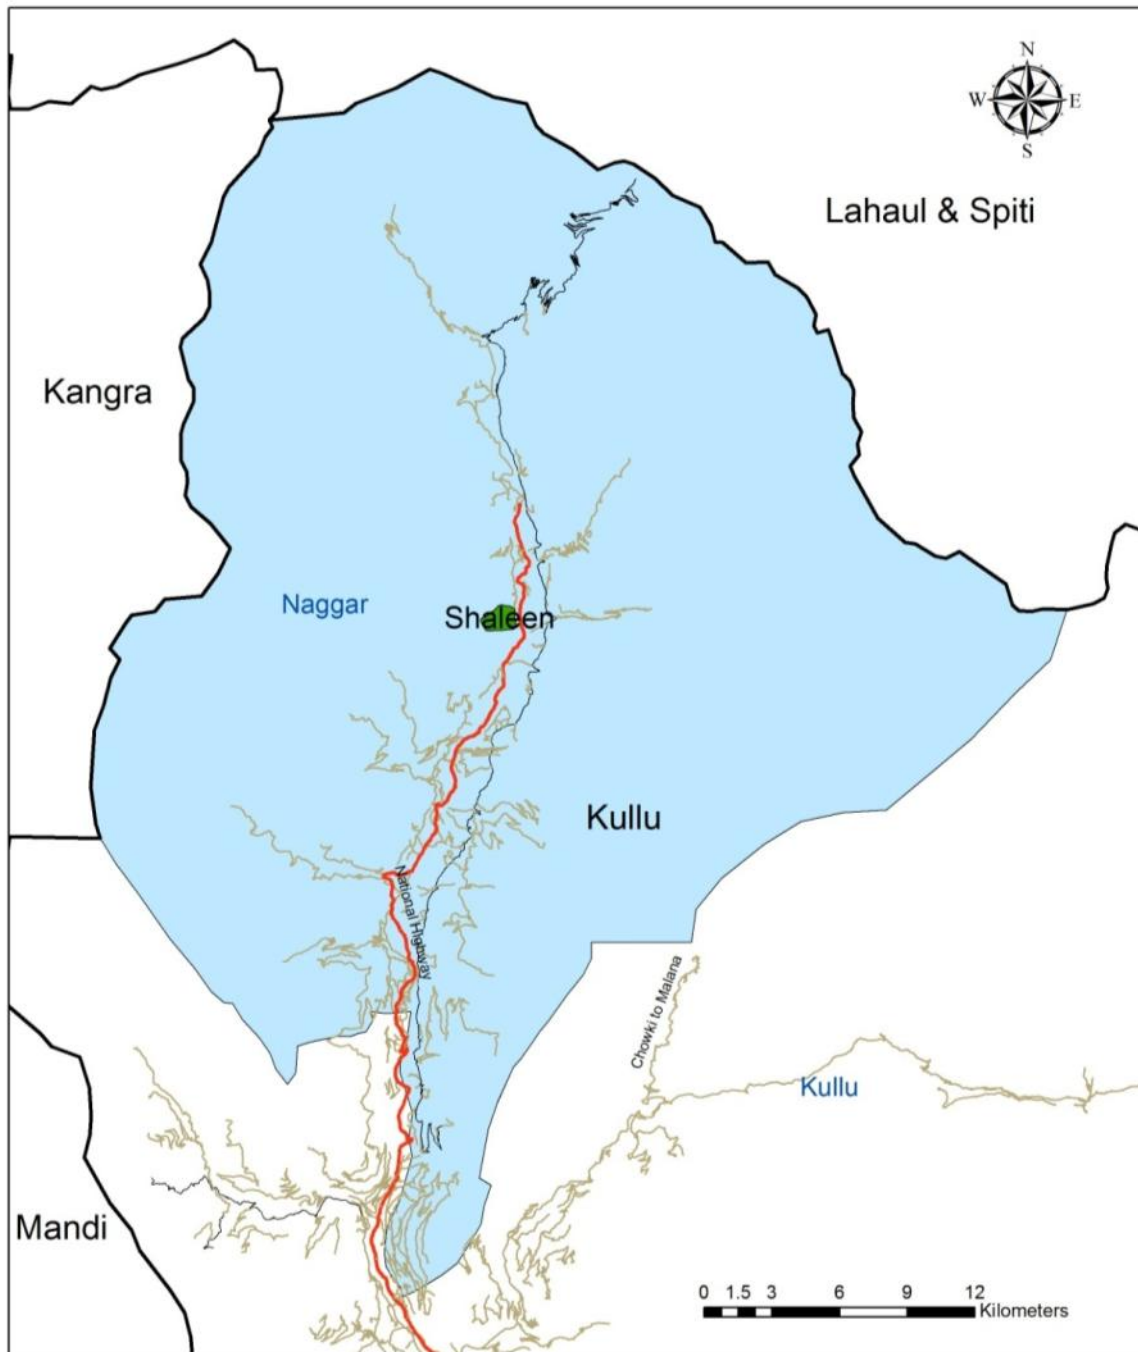 N
W E
S
Lahaul & Spiti
Kangra
Naggar
Shaleen
Kullu
National Highway
Chowki to Malana
Kullu
Mandi
0 1.5 3 6 9 12
Kilometers